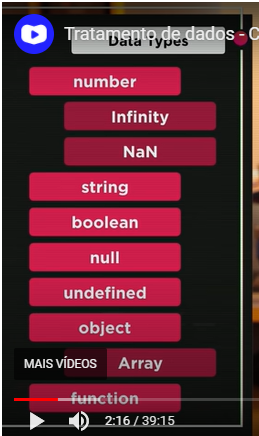 Tratamento de dados - C
Data Types
number
Infinity
NaN
string
boolean
null
undefined
object
MAIS VÍDEOS
Array
function
2:16 / 39:15